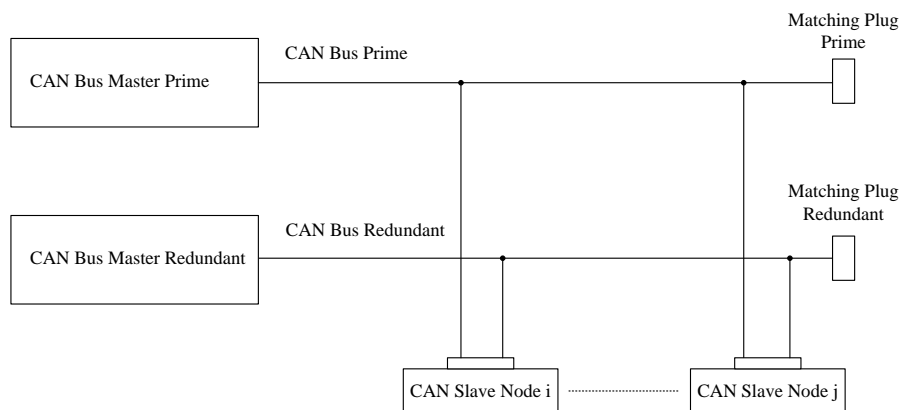 Matching Plug
Prime
CAN Bus Prime
CAN Bus Master Prime
Matching Plug
Redundant
CAN Bus Redundant
CAN Bus Master Redundant
CAN Slave Node i
CAN Slave Node j